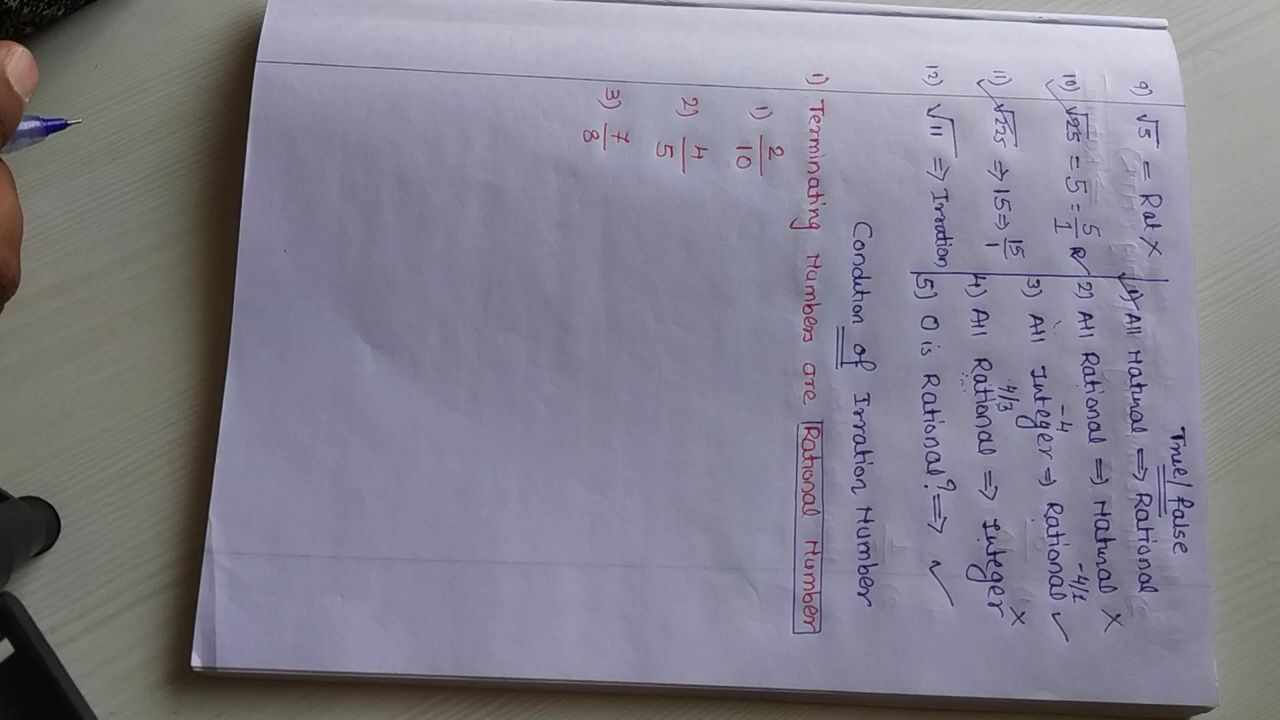 9) √5 = Rat X
10) √25 = 5 = 5/1 R ✓
11) √225 ⇒ 15 ⇒ 15/1
12) √11 ⇒ Irration
True/false
1) All Natural ⇒ Rational
2) All Rational ⇒ Natural X
-4 -4/1
3) All Integer ⇒ Rational ✓
4/3
4) All Rational ⇒ Integer X
5) 0 is Rational? ⇒ ✓
Condition of Irration Number
1) Terminating Numbers are Rational Number
1) 2/10
2) 4/5
3) 7/8